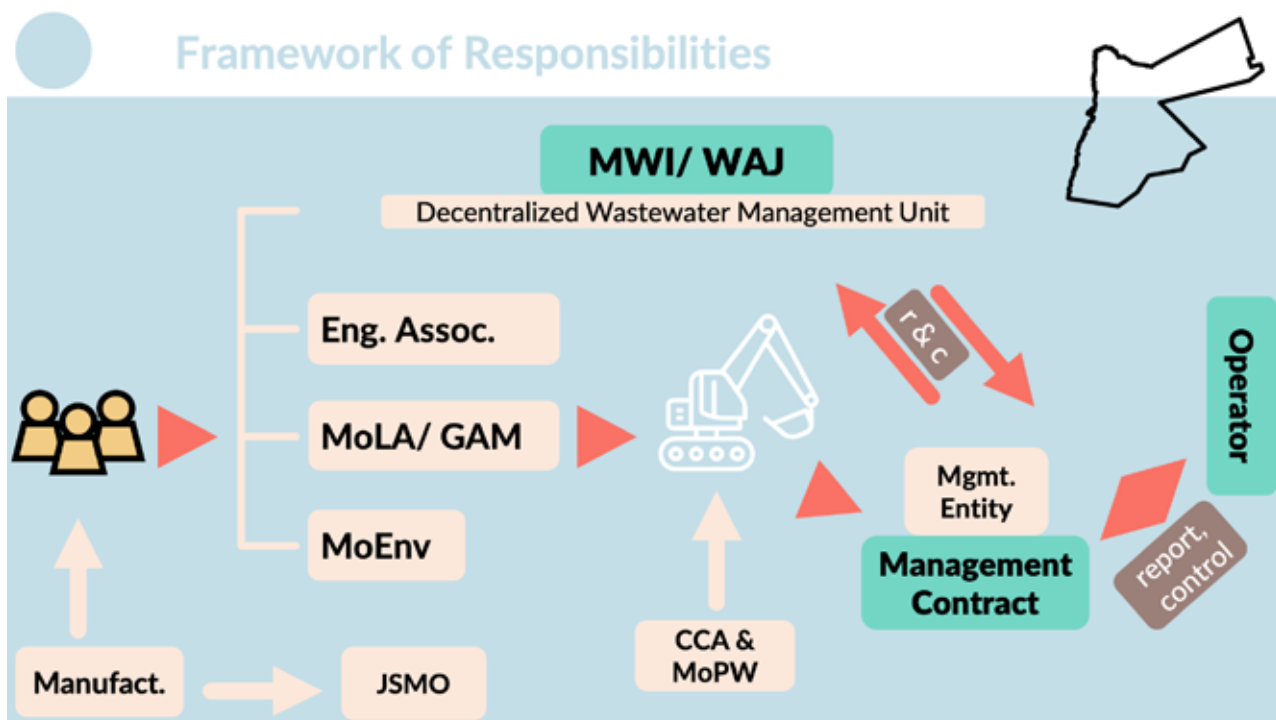 Framework of Responsibilities
MWI/ WAJ
Decentralized Wastewater Management Unit
Eng. Assoc.
MoLA/ GAM
MoEnv
r & c
Operator
Mgmt.
Entity
Management
Contract
report,
control
CCA &
MoPW
Manufact.
JSMO